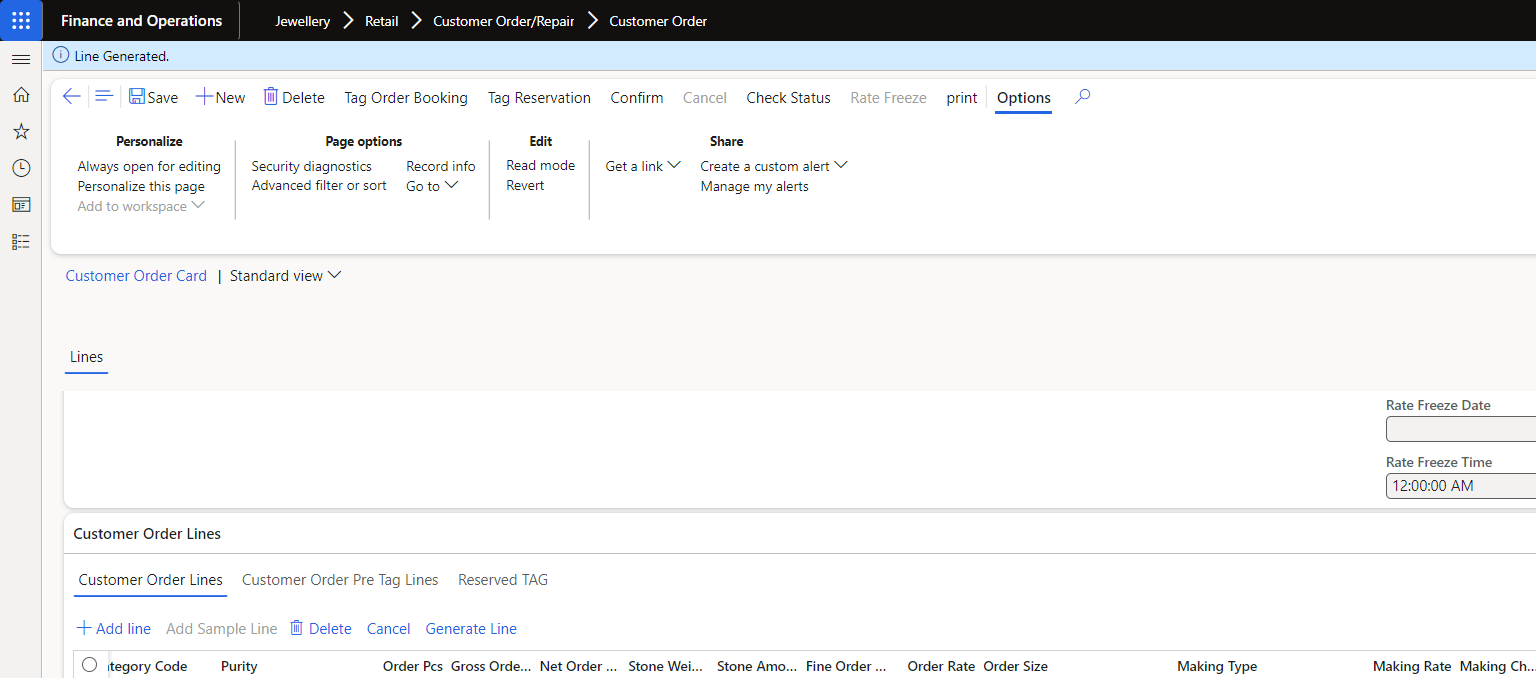 Finance and Operations Jewellery Retail Customer Order/Repair Customer Order
Line Generated.
Save New Delete Tag Order Booking Tag Reservation Confirm Cancel Check Status Rate Freeze print Options
Personalize Page options Edit Share
Always open for editing Security diagnostics Record info Read mode Get a link Create a custom alert
Personalize this page Advanced filter or sort Go to Revert Manage my alerts
Add to workspace
Customer Order Card | Standard view
Lines
Rate Freeze Date
Rate Freeze Time
12:00:00 AM
Customer Order Lines
Customer Order Lines Customer Order Pre Tag Lines Reserved TAG
Add line Add Sample Line Delete Cancel Generate Line
tegory Code Purity Order Pcs Gross Orde... Net Order ... Stone Wei... Stone Amo... Fine Order ... Order Rate Order Size Making Type Making Rate Making Ch...